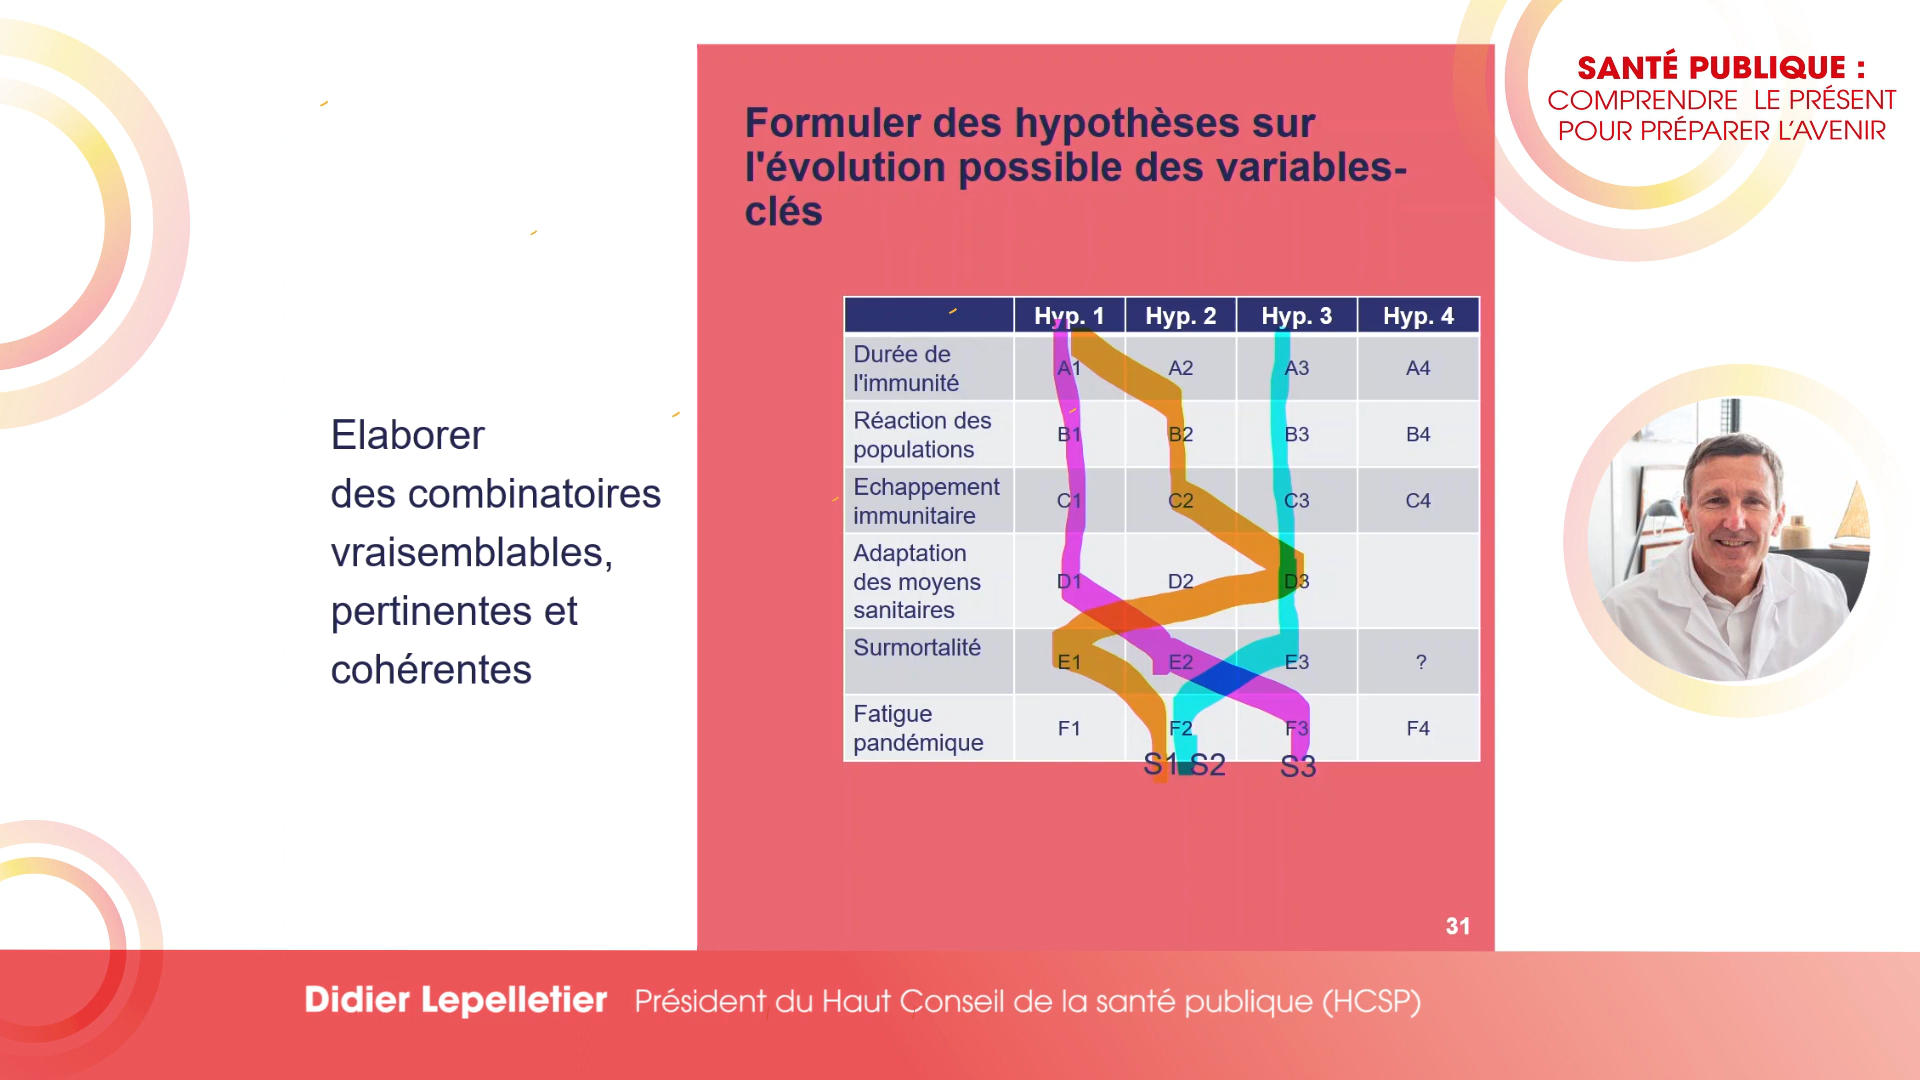 SANTÉ PUBLIQUE :
COMPRENDRE LE PRÉSENT
POUR PRÉPARER L'AVENIR
Elaborer
des combinatoires
vraisemblables,
pertinentes et
cohérentes
Formuler des hypothèses sur
l'évolution possible des variables-
clés
Hyp. 1 Hyp. 2 Hyp. 3 Hyp. 4
Durée de
l'immunité
A1 A2 A3 A4
Réaction des
populations
B1 B2 B3 B4
Echappement
immunitaire
C1 C2 C3 C4
Adaptation
des moyens
sanitaires
D1 D2 D3
Surmortalité
E1 E2 E3 ?
Fatigue
pandémique
F1 F2 F3 F4
S1 S2 S3
31
Didier Lepelletier Président du Haut Conseil de la santé publique (HCSP)